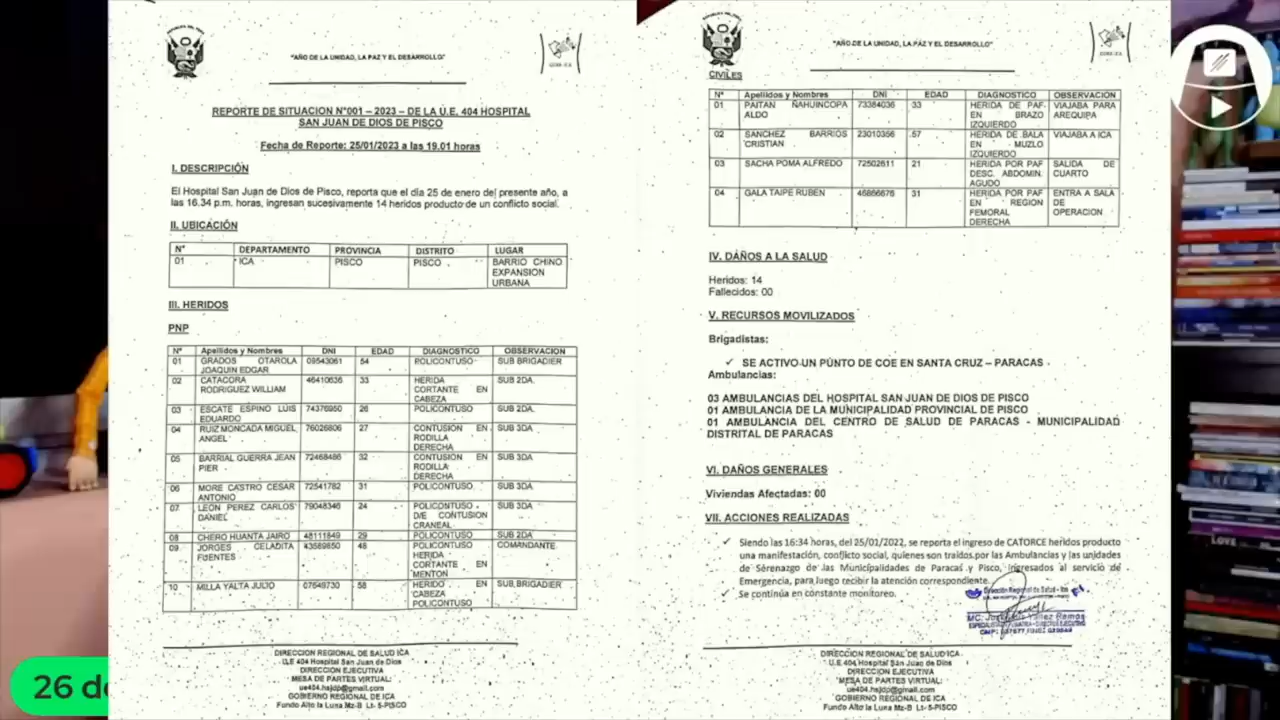 "AÑO DE LA UNIDAD, LA PAZ Y EL DESARROLLO"
REPORTE DE SITUACION N°001 – 2023 – DE LA U.E. 404 HOSPITAL
SAN JUAN DE DIOS DE PISCO
Fecha de Reporte: 25/01/2023 a las 19.01 horas
I. DESCRIPCIÓN
El Hospital San Juan de Dios de Pisco, reporta que el día 25 de enero del presente año, a
las 16.34 p.m. horas, ingresan sucesivamente 14 heridos producto de un conflicto social.
II. UBICACIÓN
N° DEPARTAMENTO PROVINCIA DISTRITO LUGAR
01 ICA PISCO PISCO BARRIO CHINO
EXPANSION
URBANA
III. HERIDOS
PNP
N° Apellidos y Nombres DNI EDAD DIAGNOSTICO OBSERVACION
01 GRADOS OTAROLA 09543061 54 POLICONTUSO SUB BRIGADIER
JOAQUIN EDGAR
02 CATACORA 46410636 33 HERIDA SUB 2DA.
RODRIGUEZ WILLIAM CORTANTE EN
CABEZA
03 ESCATE ESPINO LUIS 74376950 26 POLICONTUSO SUB 2DA.
EDUARDO
04 RUIZ MONCADA MIGUEL 76026806 27 CONTUSION EN SUB 3DA
ANGEL RODILLA
DERECHA
05 BARRIAL GUERRA JEAN 72468486 32 CONTUSION EN SUB 3DA
PIER RODILLA
DERECHA
06 MORE CASTRO CESAR 72541782 31 POLICONTUSO SUB 3DA
ANTONIO
07 LEON PEREZ CARLOS 79048346 24 POLICONTUSO SUB 3DA
DANIEL D/E CONTUSION
CRANEAL
08 CHERO HUANTA JAIRO 48111849 29 POLICONTUSO SUB 2DA
09. JORGES CELADITA 43569850 48 POLICONTUSO COMANDANTE
FUENTES HERIDA
CORTANTE EN
MENTON
10 MILLA YALTA JULIO 07649730 58 HERIDO EN SUB BRIGADIER
CABEZA
POLICONTUSO
DIRECCION REGIONAL DE SALUD ICA
U.E 404 Hospital San Juan de Dios
DIRECCION EJECUTIVA
MESA DE PARTES VIRTUAL:
ue404.hsjdp@gmail.com
GOBIERNO REGIONAL DE ICA
Fundo Alto la Luna Mz-B Lt- 5-PISCO
"AÑO DE LA UNIDAD, LA PAZ Y EL DESARROLLO"
CIVILES
N° Apellidos y Nombres DNI EDAD DIAGNOSTICO OBSERVACION
01 PAITAN ÑAHUINCOPA 73384036 33 HERIDA DE PAF VIAJABA PARA
ALDO EN BRAZO AREQUIPA
IZQUIERDO
02 SANCHEZ BARRIOS 23010356 57 HERIDA DE BALA VIAJABA A ICA
CRISTIAN EN MUZLO
IZQUIERDO
03 SACHA POMA ALFREDO 72502611 21 HERIDA POR PAF SALIDA DE
DESC. ABDOMIN. CUARTO
AGUDO
04 GALA TAIPE RUBEN 46866676 31 HERIDA POR PAF ENTRA A SALA
EN REGION DE
FEMORAL OPERACION
DERECHA
IV. DAÑOS A LA SALUD
Heridos: 14
Fallecidos: 00
V. RECURSOS MOVILIZADOS
Brigadistas:
✓ SE ACTIVO UN PUNTO DE COE EN SANTA CRUZ – PARACAS
Ambulancias:
03 AMBULANCIAS DEL HOSPITAL SAN JUAN DE DIOS DE PISCO
01 AMBULANCIA DE LA MUNICIPALIDAD PROVINCIAL DE PISCO
01 AMBULANCIA DEL CENTRO DE SALUD DE PARACAS - MUNICIPALIDAD
DISTRITAL DE PARACAS
VI. DAÑOS GENERALES
Viviendas Afectadas: 00
VII. ACCIONES REALIZADAS
✓ Siendo las 16:34 horas, del 25/01/2022, se reporta el ingreso de CATORCE heridos producto
una manifestación, conflicto social, quienes son traídos por las Ambulancias y las unidades
de Sérenazgo de las Municipalidades de Paracas y Pisco, ingresados al servicio de
Emergencia, para luego recibir la atención correspondiente.
✓ Se continúa en constante monitoreo.
Dirección Regional de Salud - Ica
DIRECCION REGIONAL DE SALUD ICA
U.E 404 Hospital San Juan de Dios
DIRECCION EJECUTIVA
MESA DE PARTES VIRTUAL:
ue404.hsjdp@gmail.com
GOBIERNO REGIONAL DE ICA
Fundo Alto la Luna Mz-B Lt- 5-PISCO
26 de
LOVE